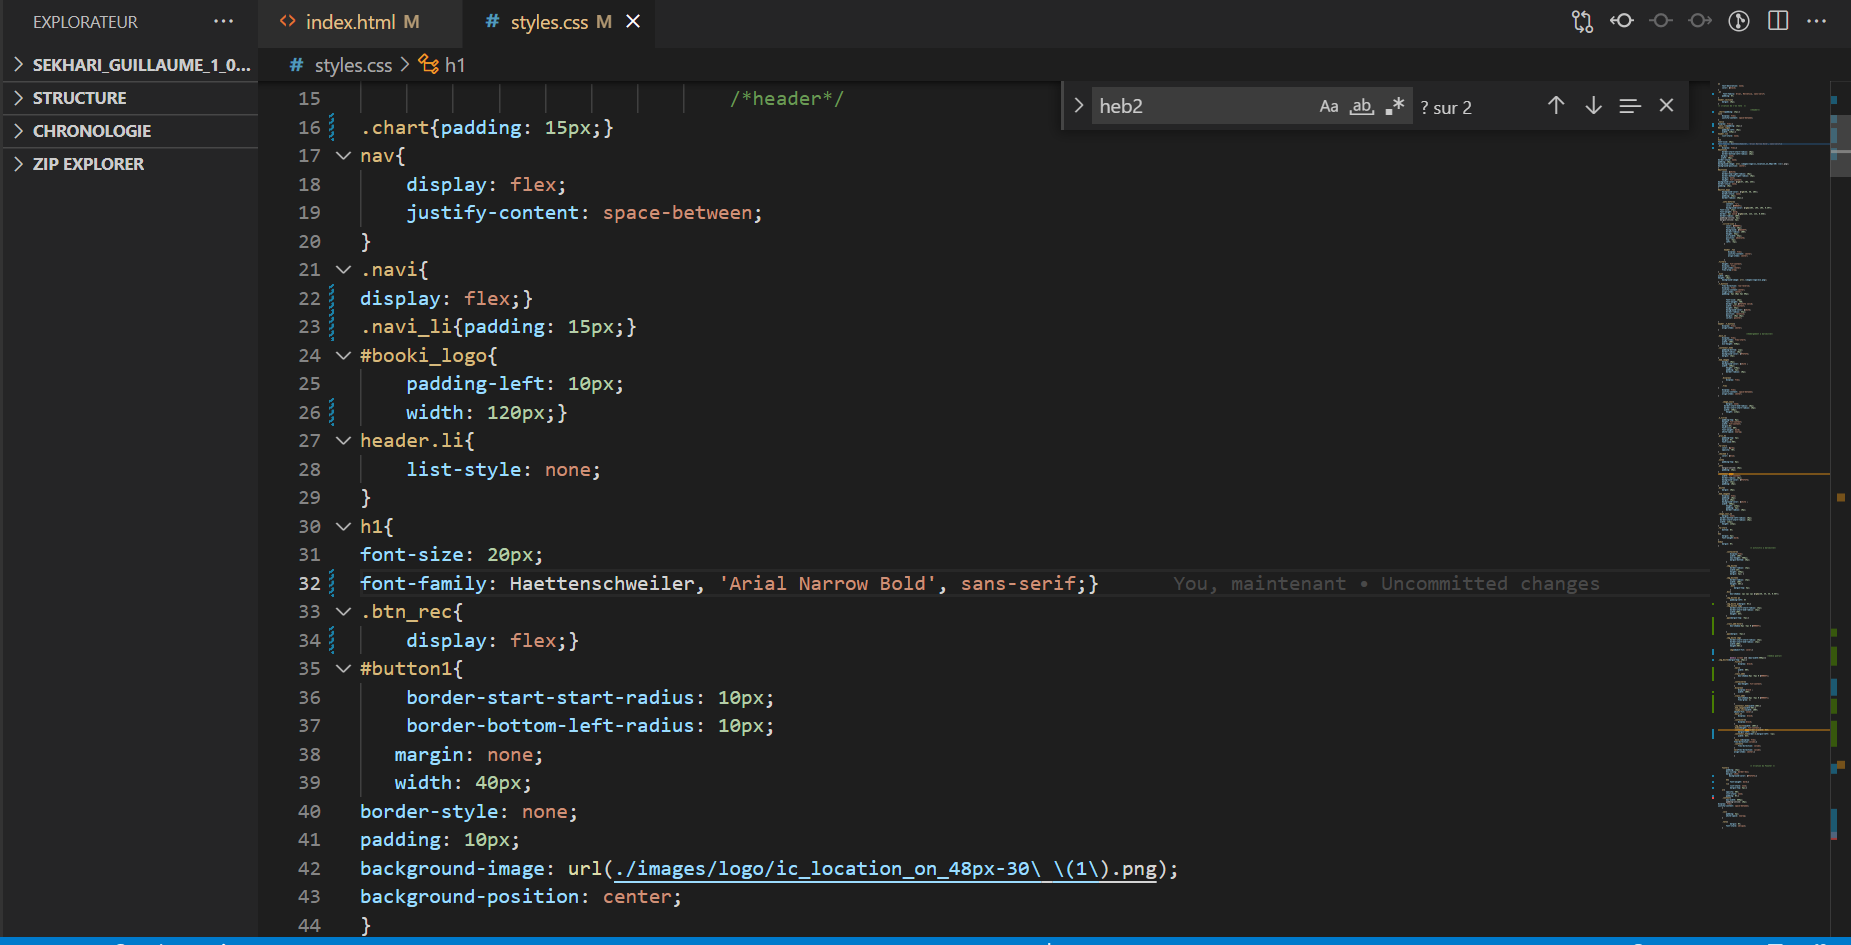 EXPLORATEUR ···
<> index.html M
# styles.css M ×
# styles.css > h1
SEKHARI_GUILLAUME_1_0...
STRUCTURE
CHRONOLOGIE
ZIP EXPLORER
heb2 Aa ab .* ? sur 2
15 /*header*/
16 .chart{padding: 15px;}
17 nav{
18 display: flex;
19 justify-content: space-between;
20 }
21 .navi{
22 display: flex;}
23 .navi_li{padding: 15px;}
24 #booki_logo{
25 padding-left: 10px;
26 width: 120px;}
27 header.li{
28 list-style: none;
29 }
30 h1{
31 font-size: 20px;
32 font-family: Haettenschweiler, 'Arial Narrow Bold', sans-serif;} You, maintenant • Uncommitted changes
33 .btn_rec{
34 display: flex;}
35 #button1{
36 border-start-start-radius: 10px;
37 border-bottom-left-radius: 10px;
38 margin: none;
39 width: 40px;
40 border-style: none;
41 padding: 10px;
42 background-image: url(./images/logo/ic_location_on_48px-30\ \(1\).png);
43 background-position: center;
44 }